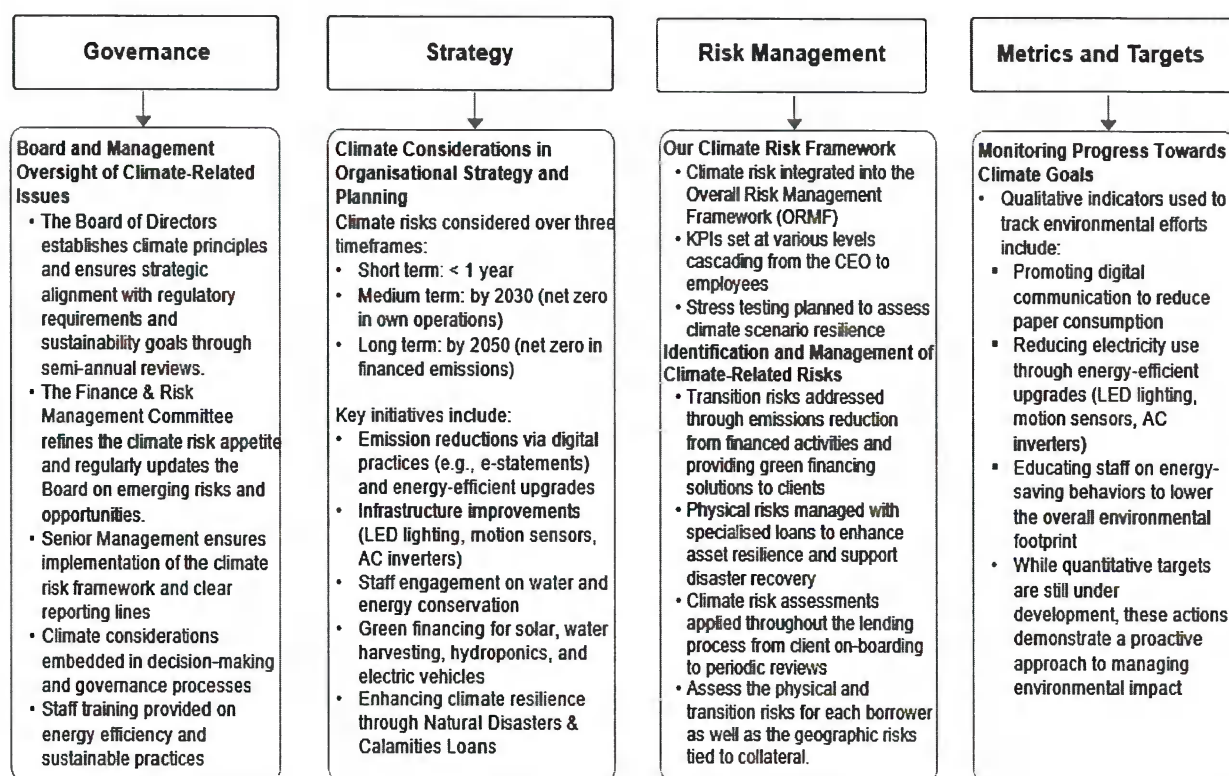 Governance
Board and Management
Oversight of Climate-Related
Issues
• The Board of Directors
establishes climate principles
and ensures strategic
alignment with regulatory
requirements and
sustainability goals through
semi-annual reviews.
• The Finance & Risk
Management Committee
refines the climate risk appetite
and regularly updates the
Board on emerging risks and
opportunities.
• Senior Management ensures
implementation of the climate
risk framework and clear
reporting lines
• Climate considerations
embedded in decision-making
and governance processes
• Staff training provided on
energy efficiency and
sustainable practices
Strategy
Climate Considerations in
Organisational Strategy and
Planning
Climate risks considered over three
timeframes:
• Short term: < 1 year
• Medium term: by 2030 (net zero
in own operations)
• Long term: by 2050 (net zero in
financed emissions)
Key initiatives include:
• Emission reductions via digital
practices (e.g., e-statements)
and energy-efficient upgrades
• Infrastructure improvements
(LED lighting, motion sensors,
AC inverters)
• Staff engagement on water and
energy conservation
• Green financing for solar, water
harvesting, hydroponics, and
electric vehicles
• Enhancing climate resilience
through Natural Disasters &
Calamities Loans
Risk Management
Our Climate Risk Framework
• Climate risk integrated into the
Overall Risk Management
Framework (ORMF)
• KPIs set at various levels
cascading from the CEO to
employees
• Stress testing planned to assess
climate scenario resilience
Identification and Management of
Climate-Related Risks
• Transition risks addressed
through emissions reduction
from financed activities and
providing green financing
solutions to clients
• Physical risks managed with
specialised loans to enhance
asset resilience and support
disaster recovery
• Climate risk assessments
applied throughout the lending
process from client on-boarding
to periodic reviews
• Assess the physical and
transition risks for each borrower
as well as the geographic risks
tied to collateral.
Metrics and Targets
Monitoring Progress Towards
Climate Goals
• Qualitative indicators used to
track environmental efforts
include:
▪ Promoting digital
communication to reduce
paper consumption
▪ Reducing electricity use
through energy-efficient
upgrades (LED lighting,
motion sensors, AC
inverters)
▪ Educating staff on energy-
saving behaviors to lower
the overall environmental
footprint
• While quantitative targets
are still under
development, these actions
demonstrate a proactive
approach to managing
environmental impact